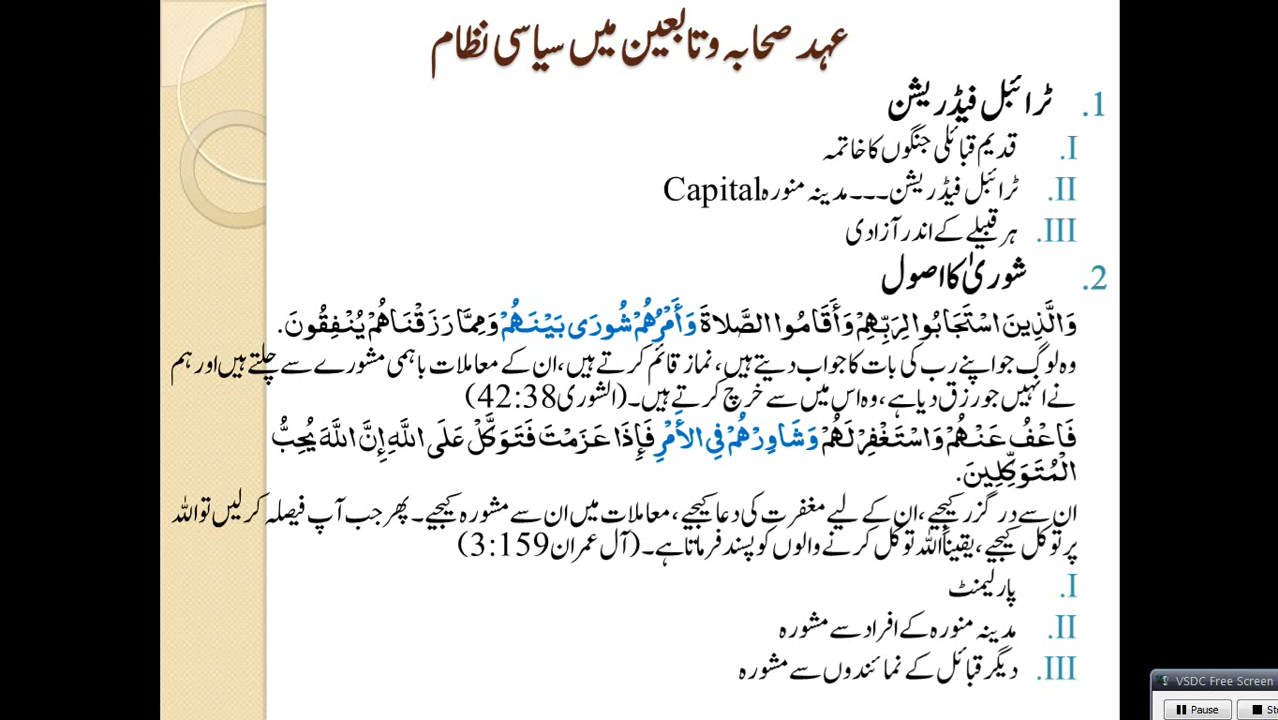 عہد صحابہ و تابعین میں سیاسی نظام
1. ٹرائبل فیڈریشن
I. قدیم قبائلی جنگوں کا خاتمہ
II. ٹرائبل فیڈریشن۔۔۔ مدینہ منورہ Capital
III. ہر قبیلے کے اندر آزادی
2. شوریٰ کا اصول
وَالَّذِينَ اسْتَجَابُوا لِرَبِّهِمْ وَأَقَامُوا الصَّلاةَ وَأَمْرُهُمْ شُورَى بَيْنَهُمْ وَمِمَّا رَزَقْنَاهُمْ يُنْفِقُونَ.
وہ لوگ جو اپنے رب کی بات کا جواب دیتے ہیں، نماز قائم کرتے ہیں، ان کے معاملات باہمی مشورے سے چلتے ہیں اور ہم
نے انہیں جو رزق دیا ہے، وہ اس میں سے خرچ کرتے ہیں۔ (الشوری 42:38)
فَاعْفُ عَنْهُمْ وَاسْتَغْفِرْ لَهُمْ وَشَاوِرْهُمْ فِي الأَمْرِ فَإِذَا عَزَمْتَ فَتَوَكَّلْ عَلَى اللَّهِ إِنَّ اللَّهَ يُحِبُّ
الْمُتَوَكِّلِينَ.
ان سے درگزر کیجیے، ان کے لیے مغفرت کی دعا کیجیے، معاملات میں ان سے مشورہ کیجیے۔ پھر جب آپ فیصلہ کر لیں تو اللہ
پر توکل کیجیے، یقیناً اللہ توکل کرنے والوں کو پسند فرماتا ہے۔ (آل عمران 3:159)
I. پارلیمنٹ
II. مدینہ منورہ کے افراد سے مشورہ
III. دیگر قبائل کے نمائندوں سے مشورہ
VSDC Free Screen
Pause Sto